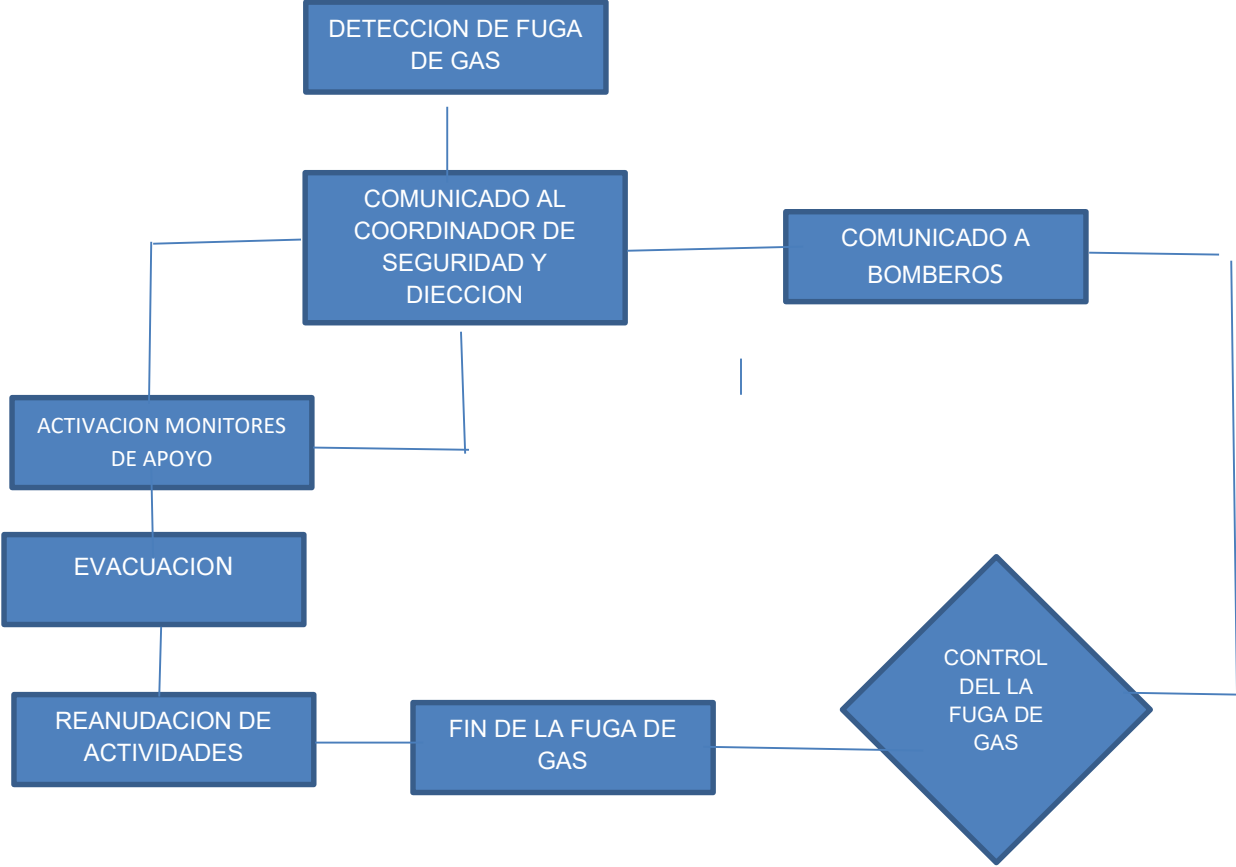 DETECCION DE FUGA
DE GAS
COMUNICADO AL
COORDINADOR DE
SEGURIDAD Y
DIECCION
COMUNICADO A
BOMBEROS
ACTIVACION MONITORES
DE APOYO
EVACUACION
REANUDACION DE
ACTIVIDADES
FIN DE LA FUGA DE
GAS
CONTROL
DEL LA
FUGA DE
GAS